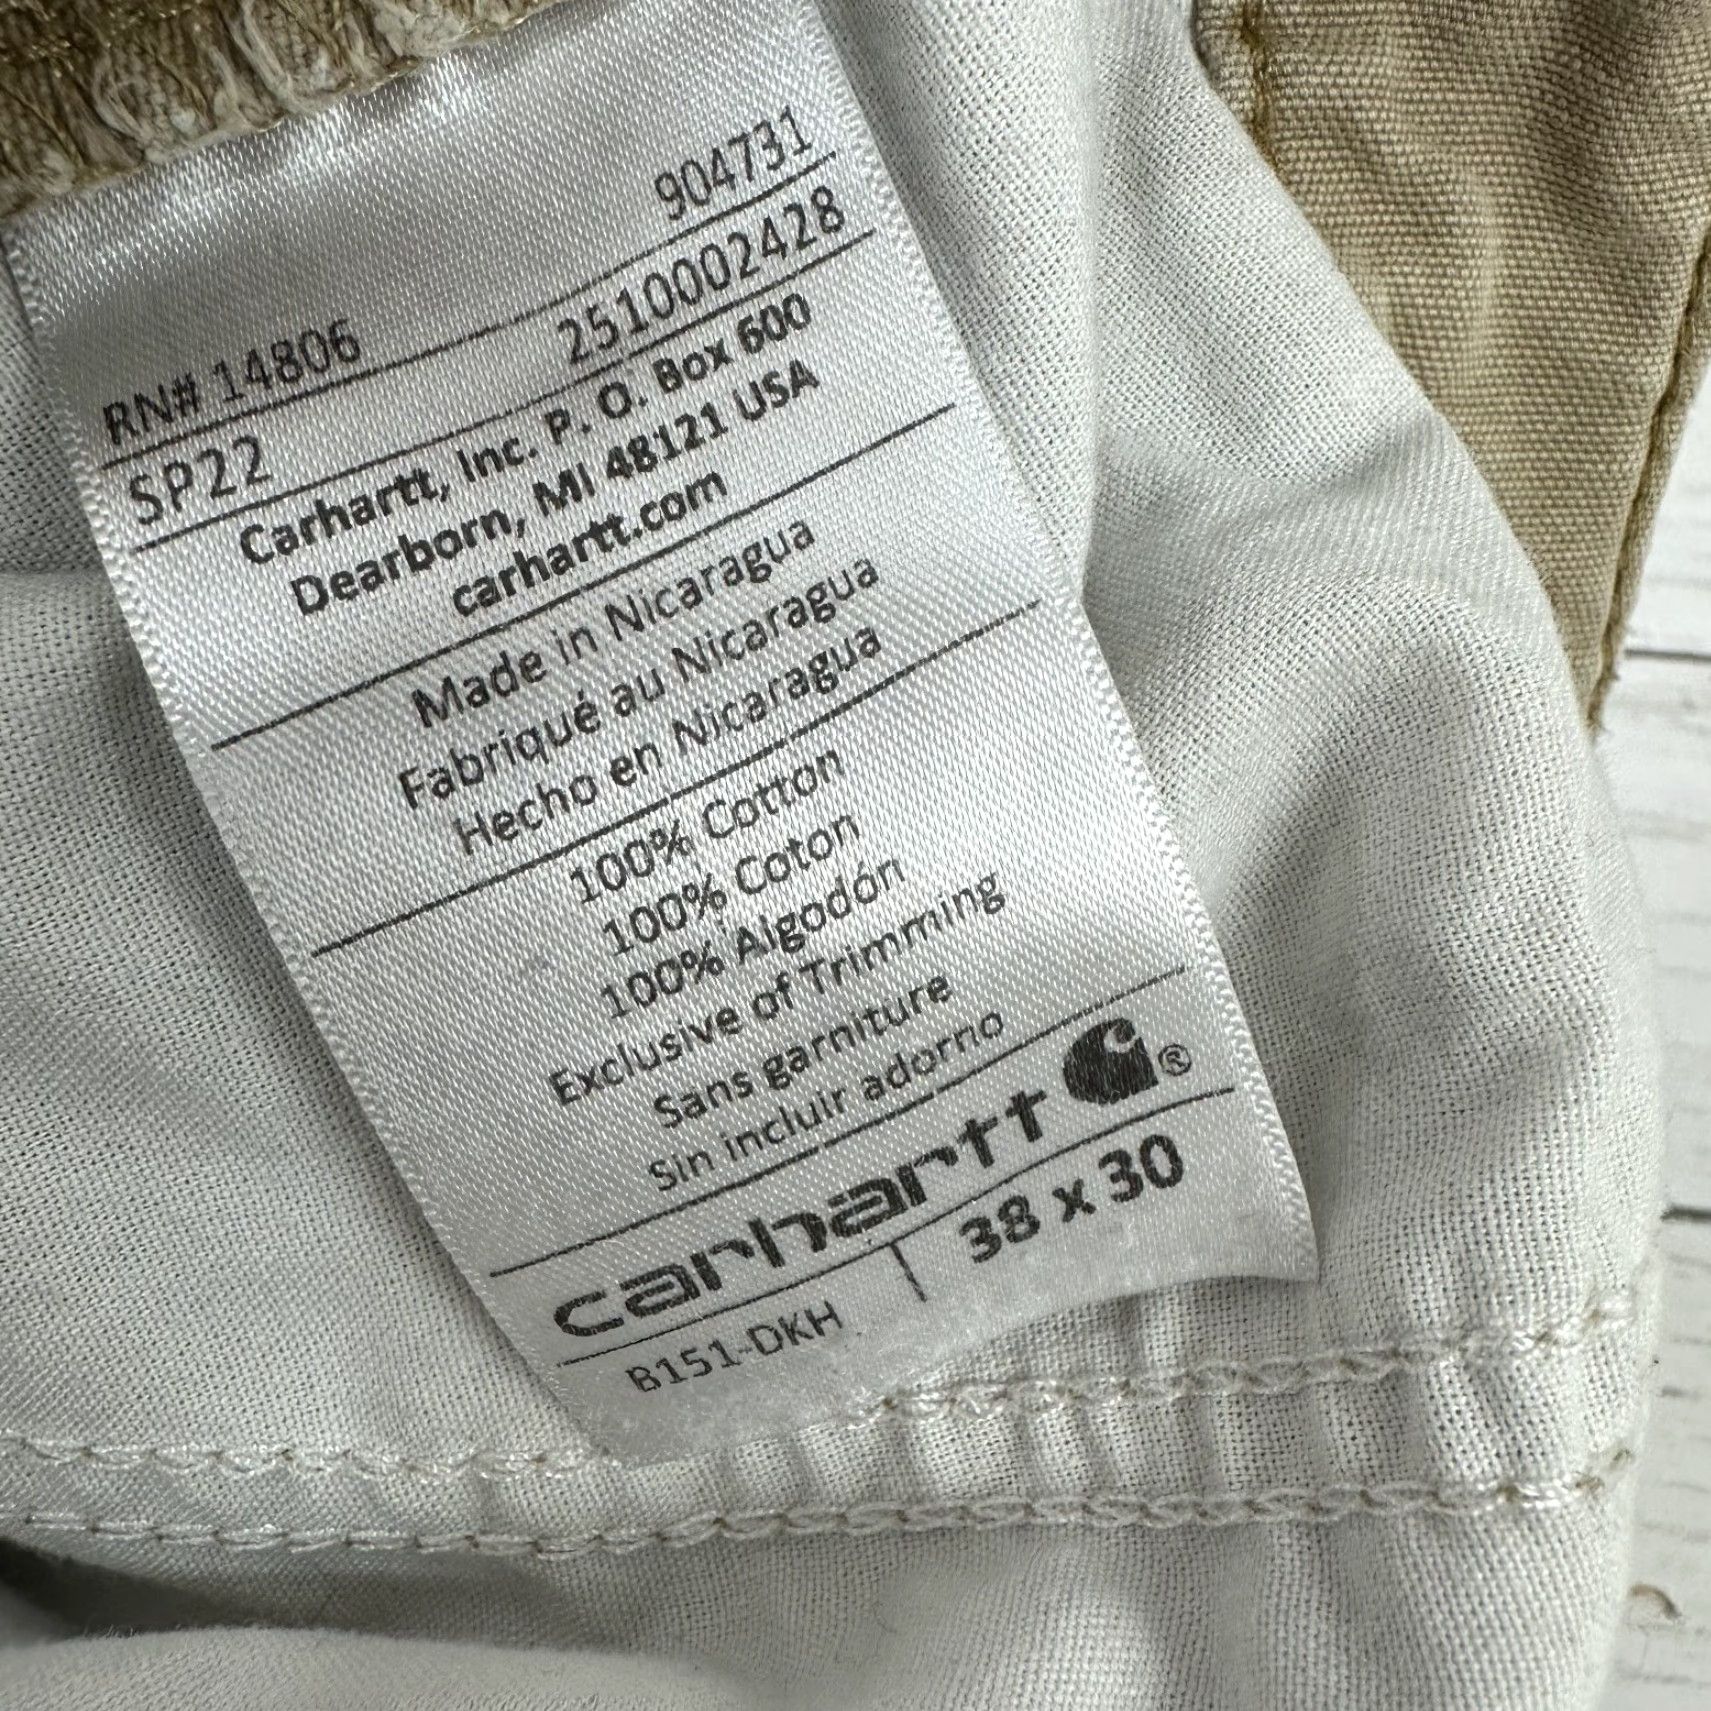 904731
RN# 14806
2510002428
SP22
Carhartt, Inc. P. O. Box 600
Dearborn, MI 48121 USA
carhartt.com
Made in Nicaragua
Fabriqué au Nicaragua
Hecho en Nicaragua
100% Cotton
100% Coton
100% Algodón
Exclusive of Trimming
Sans garniture
Sin incluir adorno
carhartt ®
B151-DKH | 38 x 30